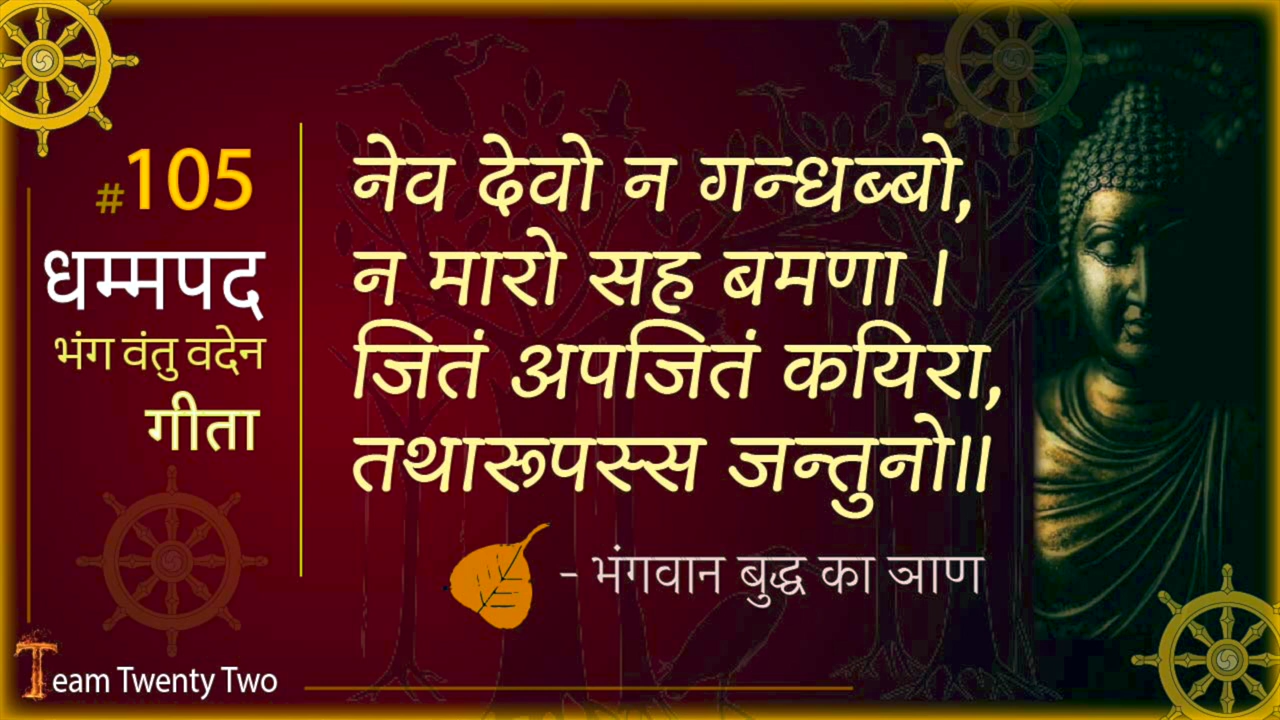 #105
धम्मपद
भंग वंतु वदेन
गीता
नेव देवो न गन्धब्बो,
न मारो सह बमणा ।
जितं अपजितं कयिरा,
तथारूपस्स जन्तुनो॥
- भंगवान बुद्ध का ञाण
Team Twenty Two